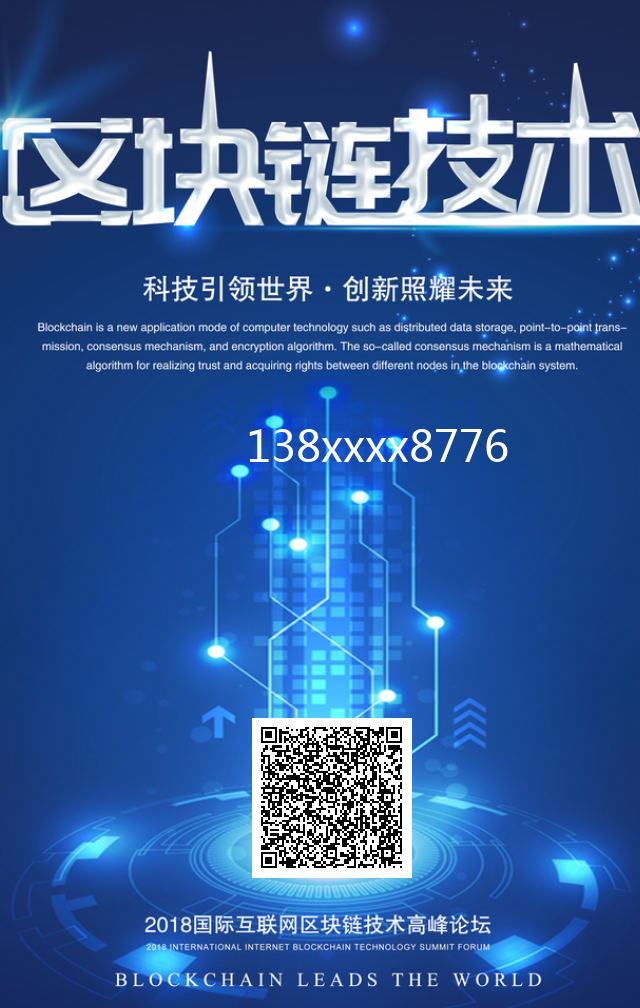 区块链技术
科技引领世界·创新照耀未来
Blockchain is a new application mode of computer technology such as distributed data storage, point-to-point trans-
mission, consensus mechanism, and encryption algorithm. The so-called consensus mechanism is a mathematical
algorithm for realizing trust and acquiring rights between different nodes in the blockchain system.
138xxxx8776
2018国际互联网区块链技术高峰论坛
2018 INTERNATIONAL INTERNET BLOCKCHAIN TECHNOLOGY SUMMIT FORUM
BLOCKCHAIN LEADS THE WORLD